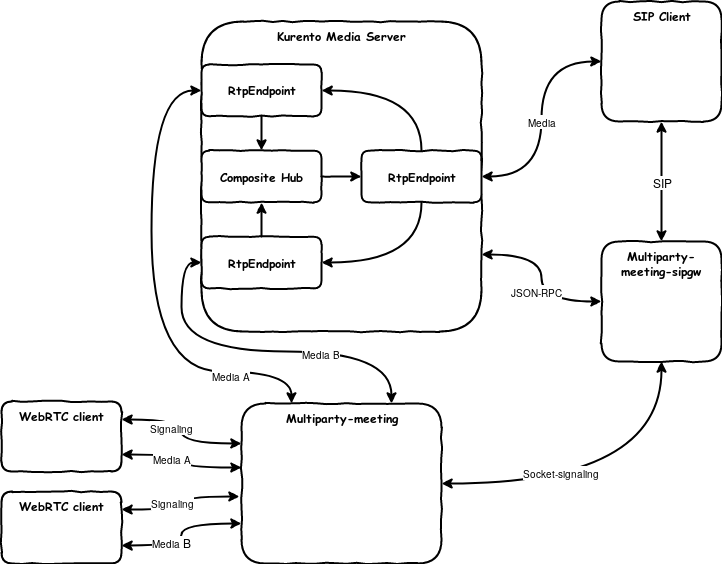 SIP Client
Kurento Media Server
RtpEndpoint
Media
Composite Hub
RtpEndpoint
SIP
RtpEndpoint
Multiparty-
meeting-sipgw
JSON-RPC
Media B
Media A
WebRTC client
Multiparty-meeting
Signaling
Media A
Socket-signaling
WebRTC client
Signaling
Media B